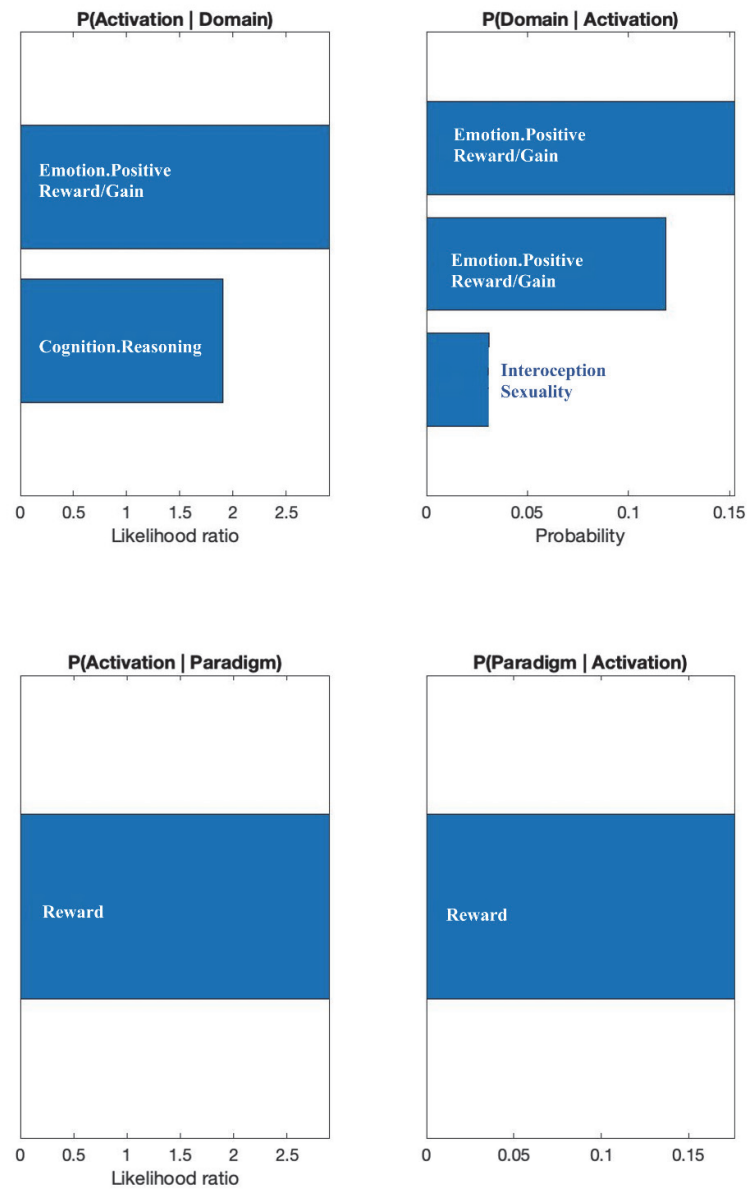 P(Activation | Domain)
Emotion.Positive
Reward/Gain
Cognition.Reasoning
0 0.5 1 1.5 2 2.5
Likelihood ratio
P(Domain | Activation)
Emotion.Positive
Reward/Gain
Emotion.Positive
Reward/Gain
Interoception
Sexuality
0 0.05 0.1 0.15
Probability
P(Activation | Paradigm)
Reward
0 0.5 1 1.5 2 2.5
Likelihood ratio
P(Paradigm | Activation)
Reward
0 0.05 0.1 0.15